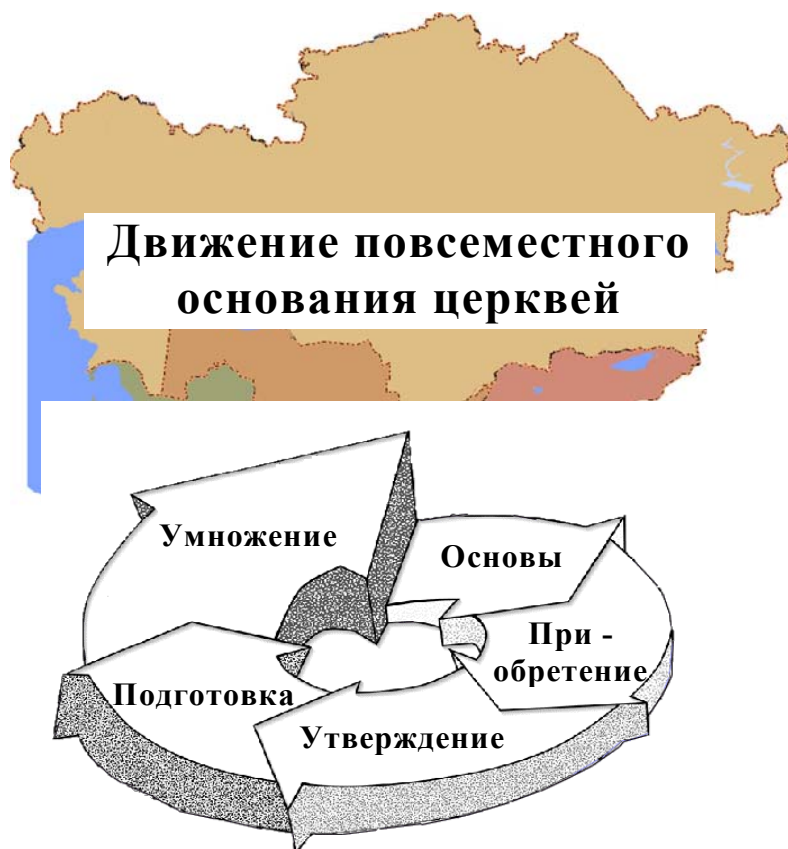 Движение повсеместного
основания церквей
Умножение
Основы
При -
обретение
Утверждение
Подготовка